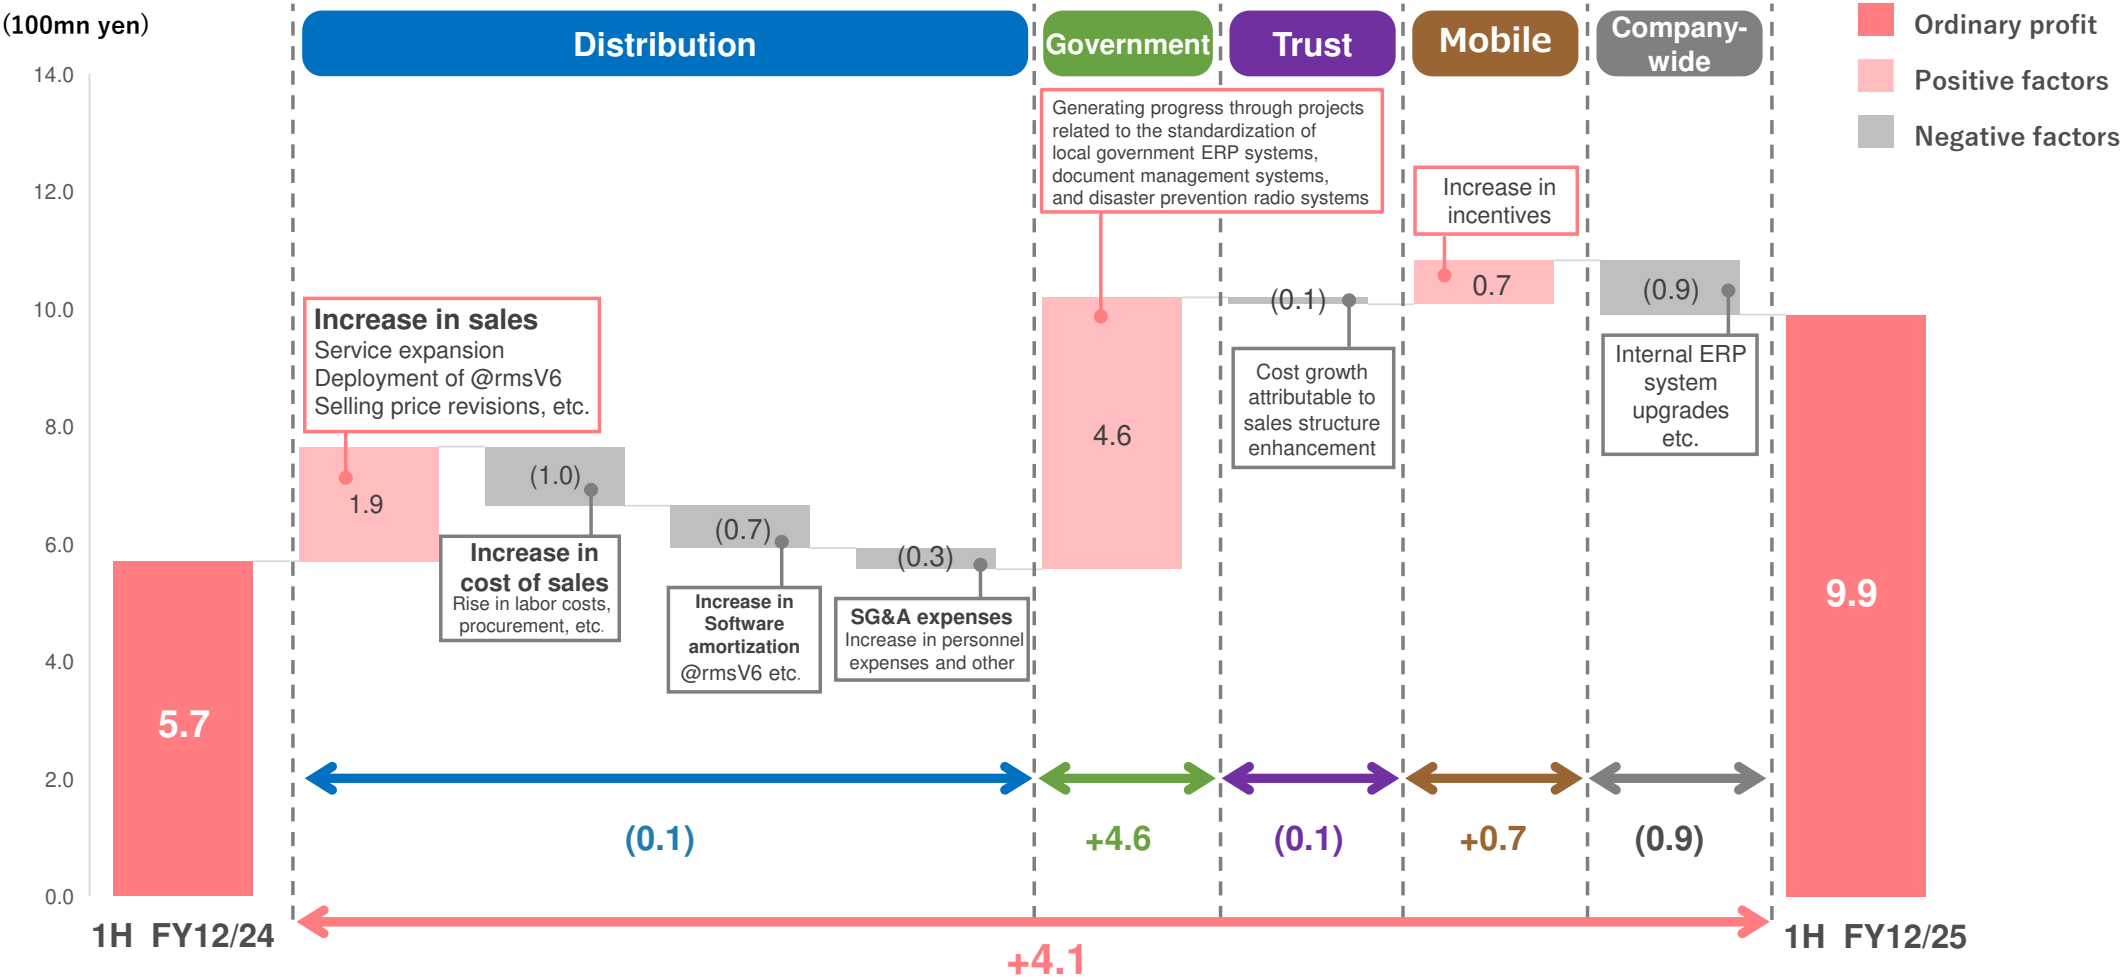 (100mn yen)
Distribution
Government
Trust
Mobile
Company-
wide
Ordinary profit
Positive factors
Negative factors
14.0
12.0
10.0
8.0
6.0
4.0
2.0
0.0
5.7
1H FY12/24
Increase in sales
Service expansion
Deployment of @rmsV6
Selling price revisions, etc.
1.9
(1.0)
Increase in
cost of sales
Rise in labor costs,
procurement, etc.
(0.7)
Increase in
Software
amortization
@rmsV6 etc.
(0.3)
SG&A expenses
Increase in personnel
expenses and other
Generating progress through projects
related to the standardization of
local government ERP systems,
document management systems,
and disaster prevention radio systems
4.6
(0.1)
Cost growth
attributable to
sales structure
enhancement
Increase in
incentives
0.7
(0.9)
Internal ERP
system
upgrades
etc.
9.9
1H FY12/25
(0.1)
+4.6
(0.1)
+0.7
(0.9)
+4.1